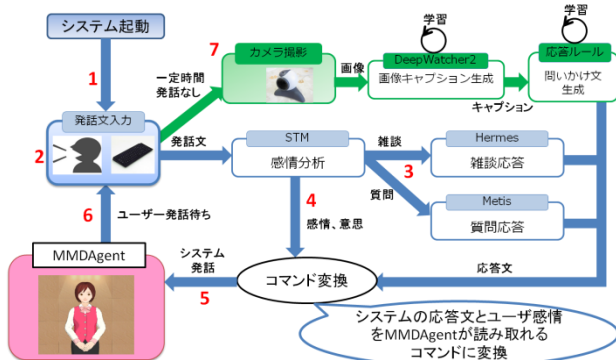 システム起動
1
7
カメラ撮影
一定時間
発話なし
画像
学習
DeepWatcher2
画像キャプション生成
キャプション
学習
応答ルール
問いかけ文
生成
2
発話文入力
発話文
STM
感情分析
雑談
3
質問
Hermes
雑談応答
Metis
質問応答
4
感情、意思
6
ユーザー発話待ち
MMDAgent
システム
発話
5
コマンド変換
応答文
システムの応答文とユーザ感情
をMMDAgentが読み取れる
コマンドに変換